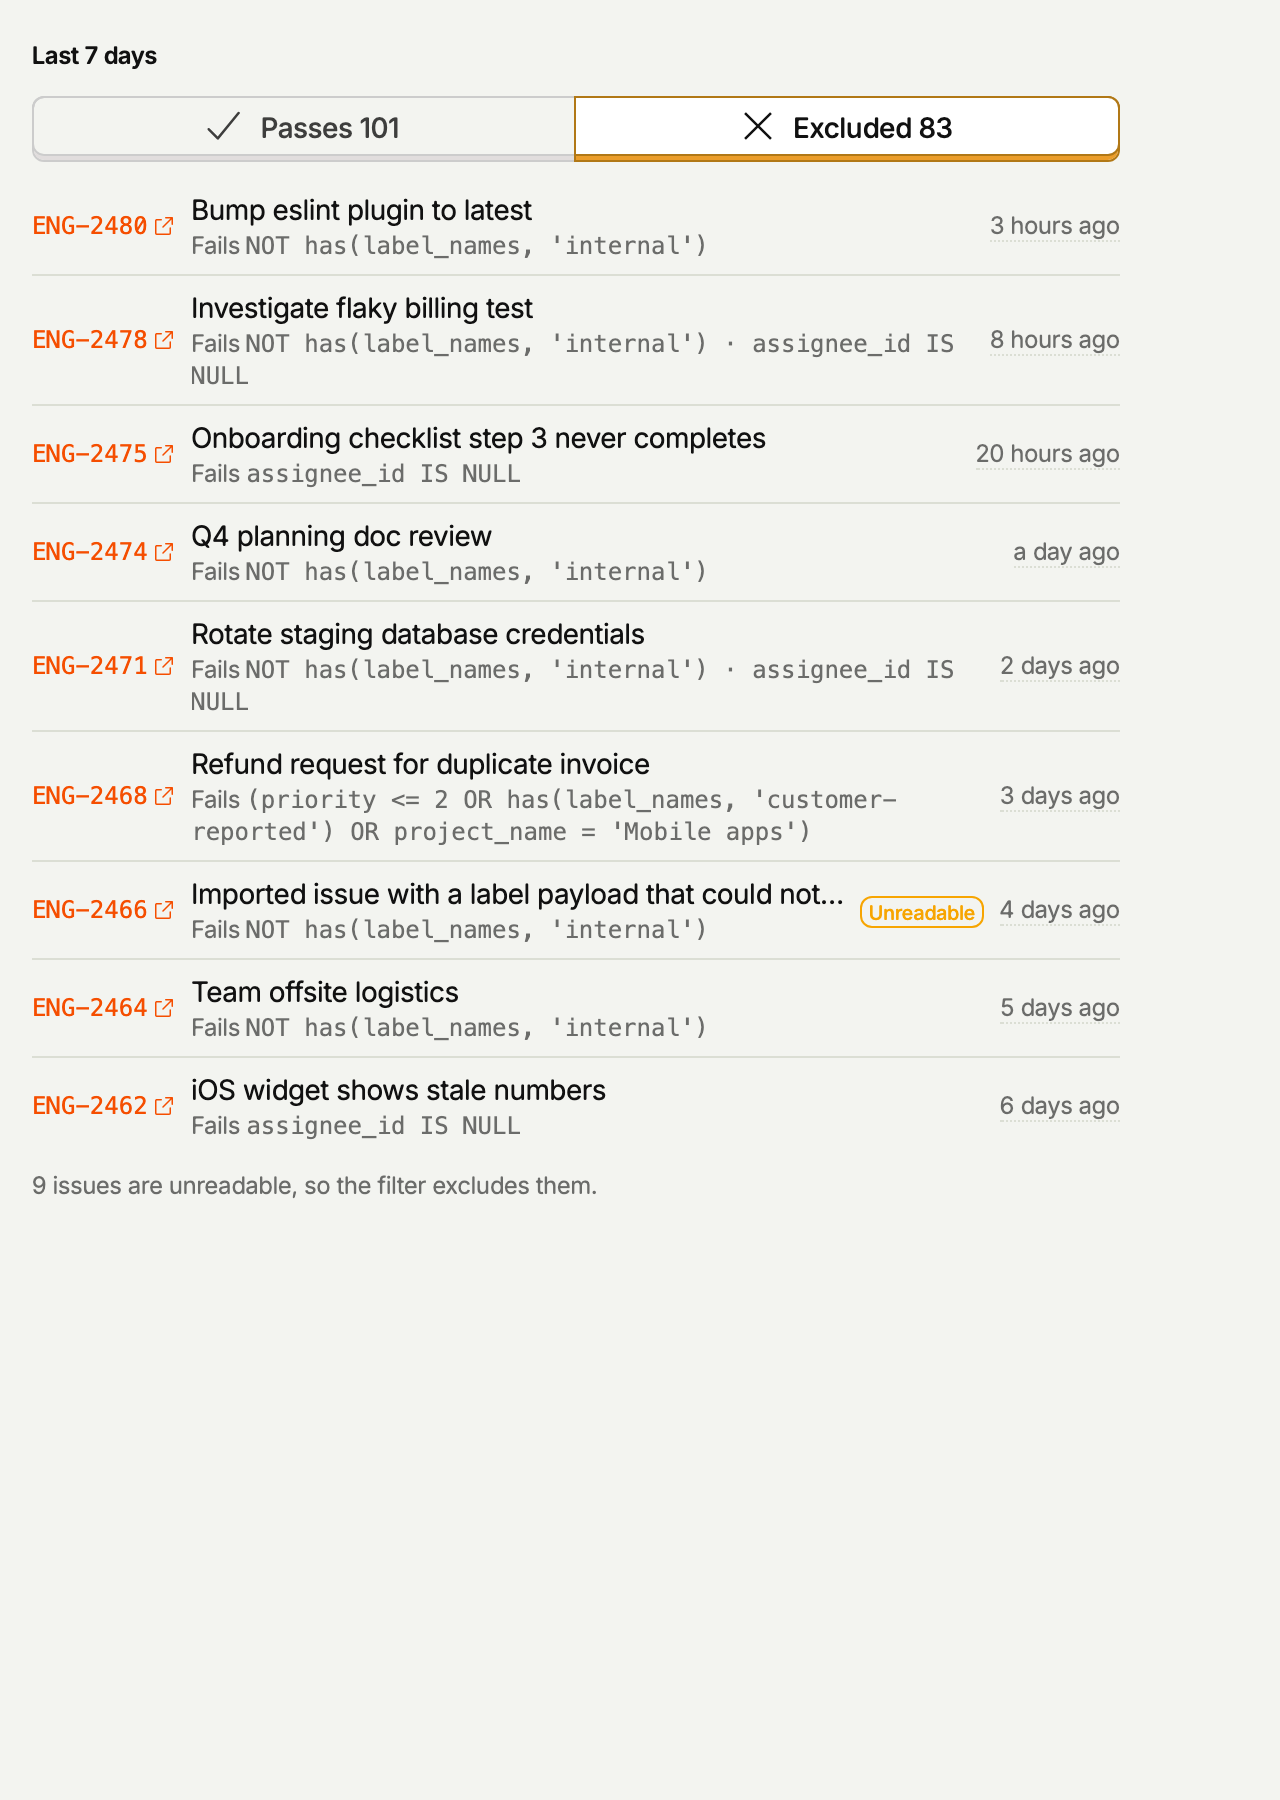 Last 7 days
Passes 101
Excluded 83
ENG-2480
Bump eslint plugin to latest
Fails NOT has(label_names, 'internal')
3 hours ago
ENG-2478
Investigate flaky billing test
Fails NOT has(label_names, 'internal') · assignee_id IS
NULL
8 hours ago
ENG-2475
Onboarding checklist step 3 never completes
Fails assignee_id IS NULL
20 hours ago
ENG-2474
Q4 planning doc review
Fails NOT has(label_names, 'internal')
a day ago
ENG-2471
Rotate staging database credentials
Fails NOT has(label_names, 'internal') · assignee_id IS
NULL
2 days ago
ENG-2468
Refund request for duplicate invoice
Fails (priority <= 2 OR has(label_names, 'customer-
reported') OR project_name = 'Mobile apps')
3 days ago
ENG-2466
Imported issue with a label payload that could not...
Fails NOT has(label_names, 'internal')
Unreadable
4 days ago
ENG-2464
Team offsite logistics
Fails NOT has(label_names, 'internal')
5 days ago
ENG-2462
iOS widget shows stale numbers
Fails assignee_id IS NULL
6 days ago
9 issues are unreadable, so the filter excludes them.